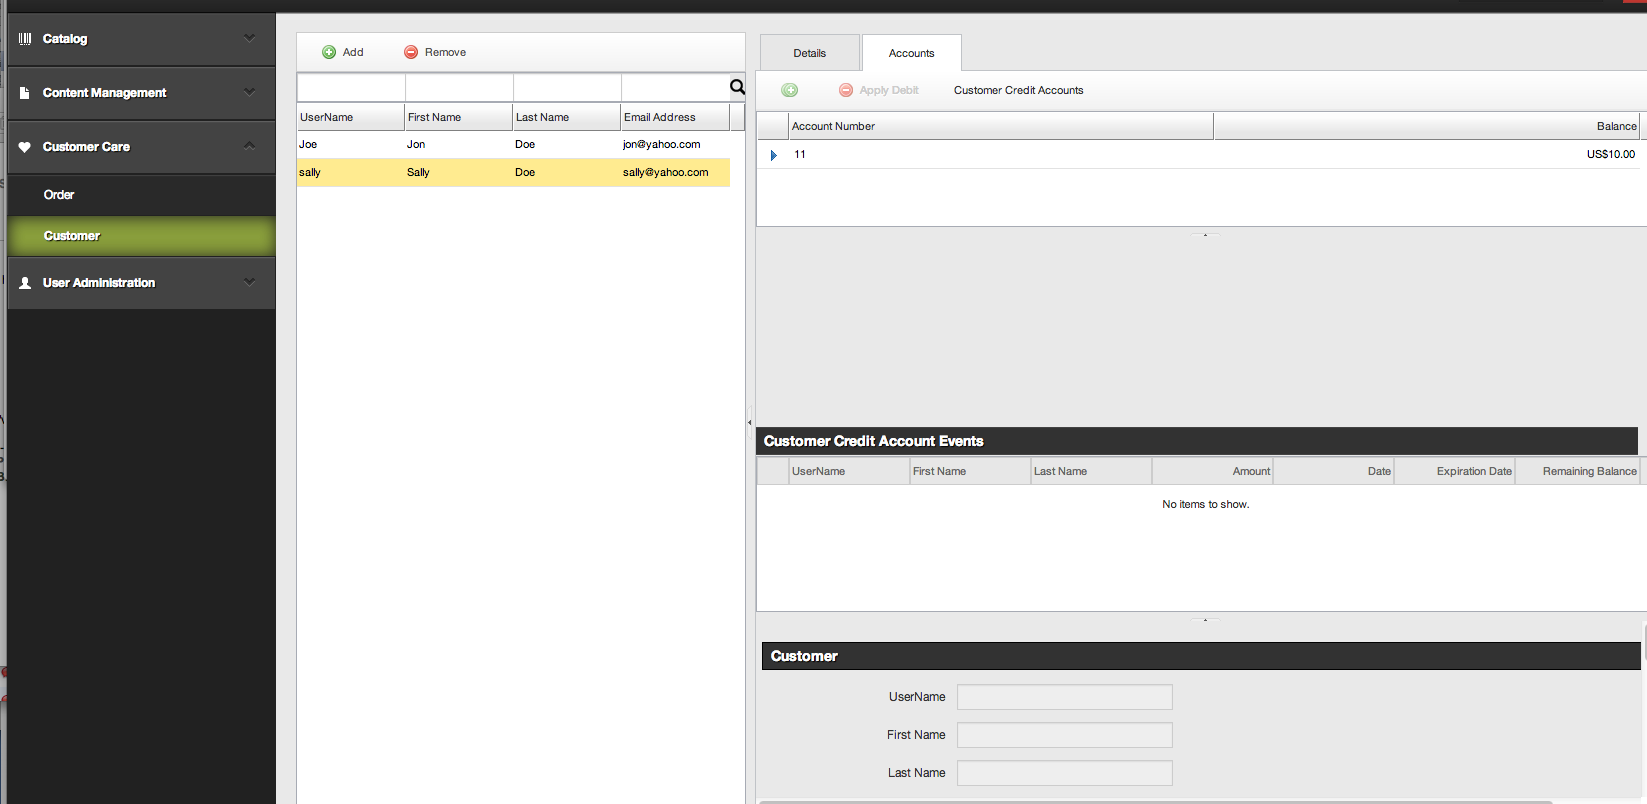 Catalog
Content Management
Customer Care
Order
Customer
User Administration
Add Remove
UserName First Name Last Name Email Address
Joe Jon Doe jon@yahoo.com
sally Sally Doe sally@yahoo.com
Details Accounts
Apply Debit Customer Credit Accounts
Account Number Balance
11 US$10.00
Customer Credit Account Events
UserName First Name Last Name Amount Date Expiration Date Remaining Balance
No items to show.
Customer
UserName
First Name
Last Name